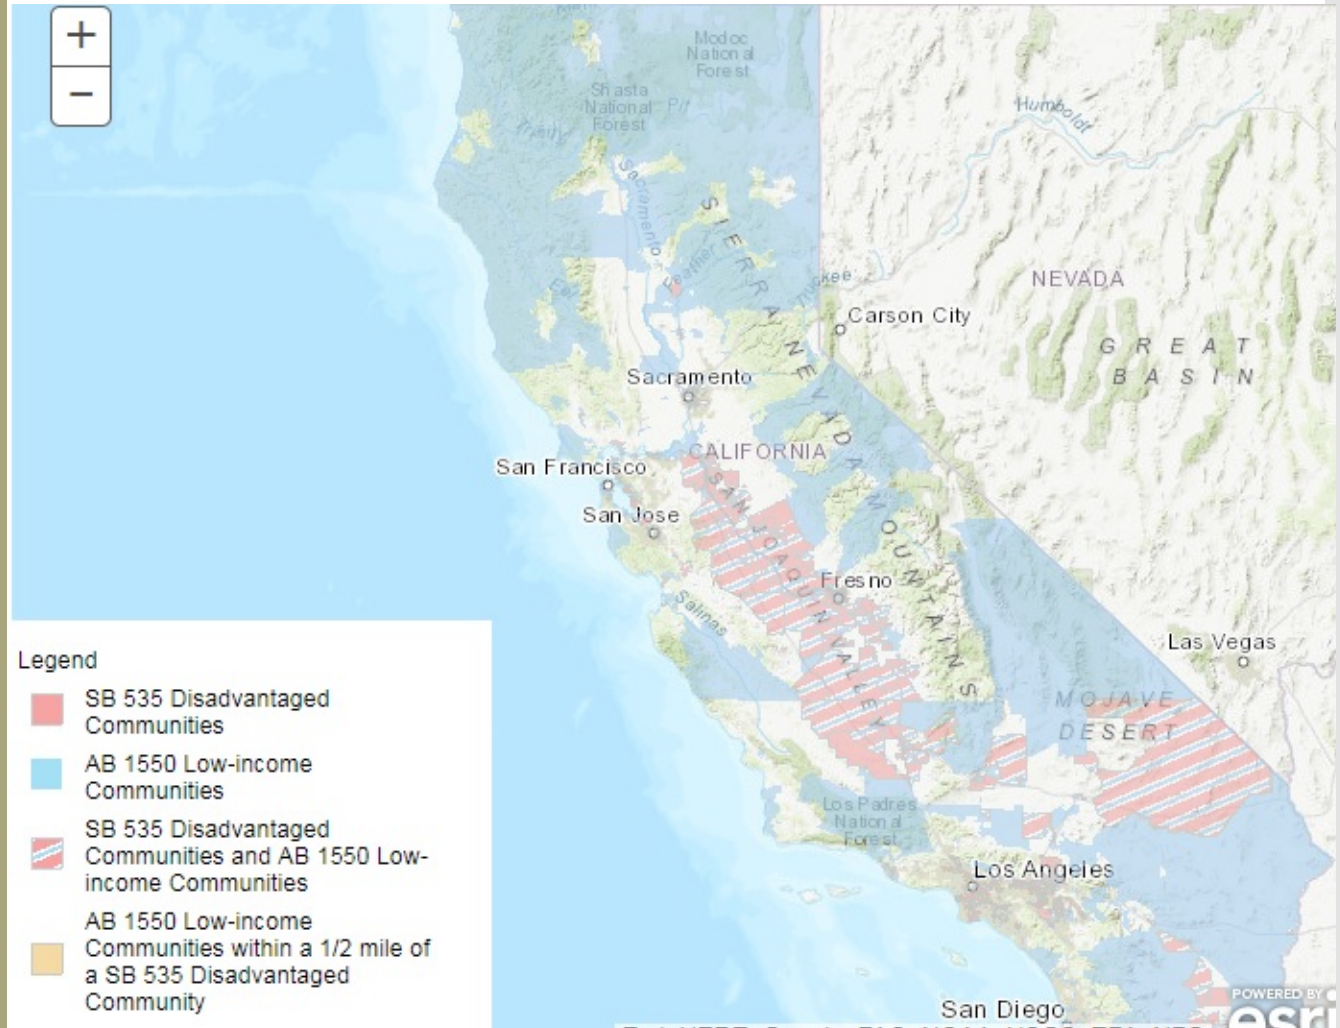 +
−
Modoc
National
Forest
Shasta
National
Forest
Pit
Trinity
Humboldt
Sacramento
SIERRA NEVADA MOUNTAINS
Feather
Eel
Truckee
NEVADA
Carson City
GREAT
BASIN
Sacramento
CALIFORNIA
San Francisco
San Jose
SAN JOAQUIN VALLEY
Fresno
Salinas
Las Vegas
MOJAVE
DESERT
Los Padres
National
Forest
Los Angeles
San Diego
POWERED BY
esri
Legend
SB 535 Disadvantaged
Communities
AB 1550 Low-income
Communities
SB 535 Disadvantaged
Communities and AB 1550 Low-
income Communities
AB 1550 Low-income
Communities within a 1/2 mile of
a SB 535 Disadvantaged
Community